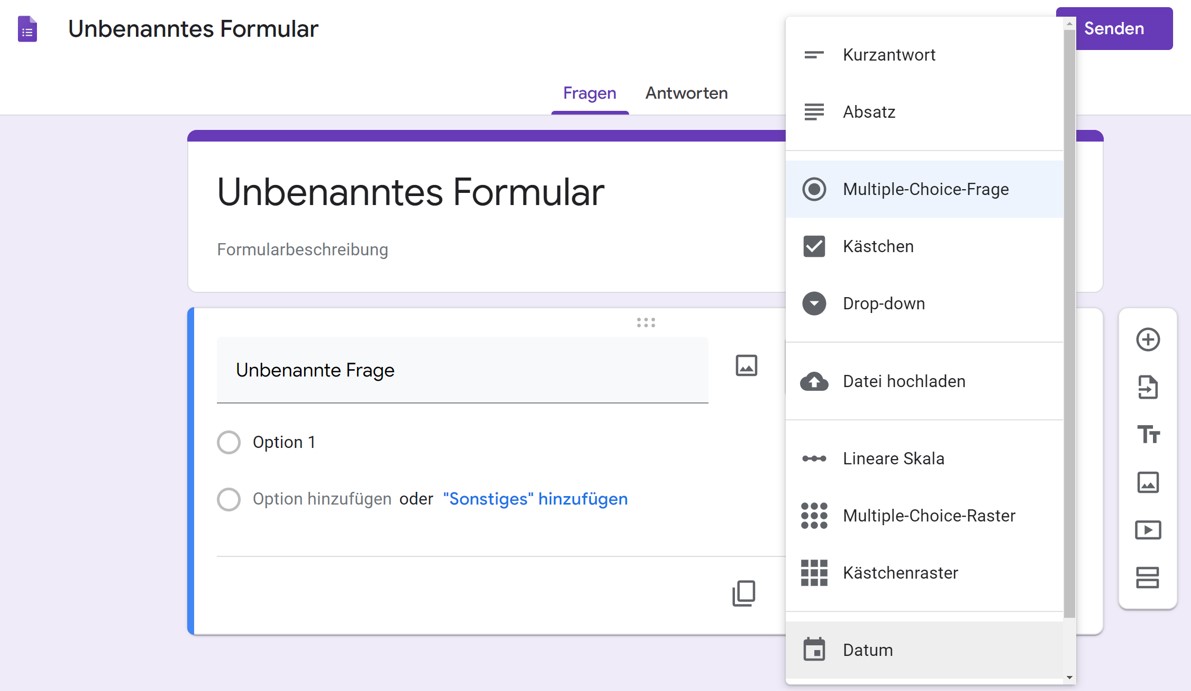 Unbenanntes Formular
Senden
Fragen Antworten
Unbenanntes Formular
Formularbeschreibung
Unbenannte Frage
Option 1
Option hinzufügen oder "Sonstiges" hinzufügen
Kurzantwort
Absatz
Multiple-Choice-Frage
Kästchen
Drop-down
Datei hochladen
Lineare Skala
Multiple-Choice-Raster
Kästchenraster
Datum
Tт